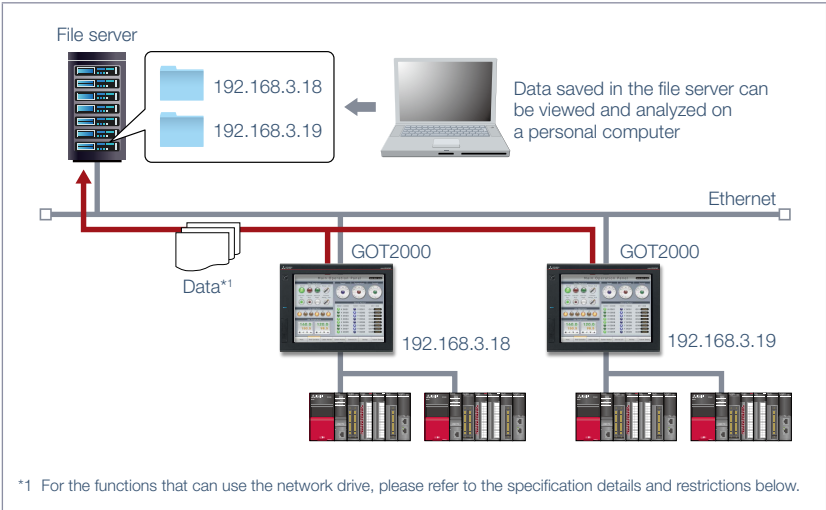 File server
192.168.3.18
192.168.3.19
Data saved in the file server can
be viewed and analyzed on
a personal computer
Ethernet
GOT2000
GOT2000
Data*1
192.168.3.18
192.168.3.19
*1 For the functions that can use the network drive, please refer to the specification details and restrictions below.